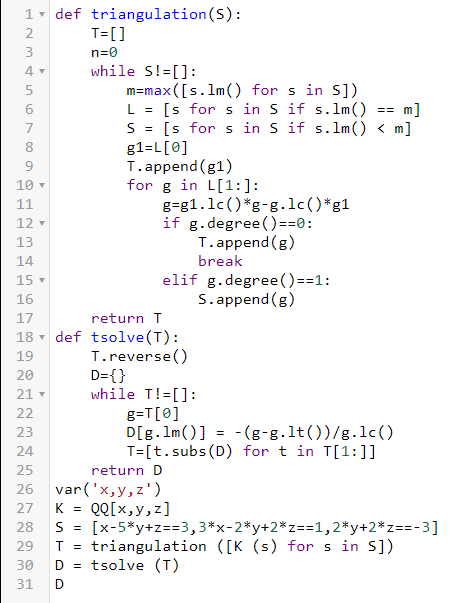 1 def triangulation(S):
2 T=[]
3 n=0
4 while S!=[]:
5 m=max([s.lm() for s in S])
6 L = [s for s in S if s.lm() == m]
7 S = [s for s in S if s.lm() < m]
8 g1=L[0]
9 T.append(g1)
10 for g in L[1:]:
11 g=g1.lc()*g-g.lc()*g1
12 if g.degree()==0:
13 T.append(g)
14 break
15 elif g.degree()==1:
16 S.append(g)
17 return T
18 def tsolve(T):
19 T.reverse()
20 D={}
21 while T!=[]:
22 g=T[0]
23 D[g.lm()] = -(g-g.lt())/g.lc()
24 T=[t.subs(D) for t in T[1:]]
25 return D
26 var('x,y,z')
27 K = QQ[x,y,z]
28 S = [x-5*y+z==3,3*x-2*y+2*z==1,2*y+2*z==-3]
29 T = triangulation ([K (s) for s in S])
30 D = tsolve (T)
31 D